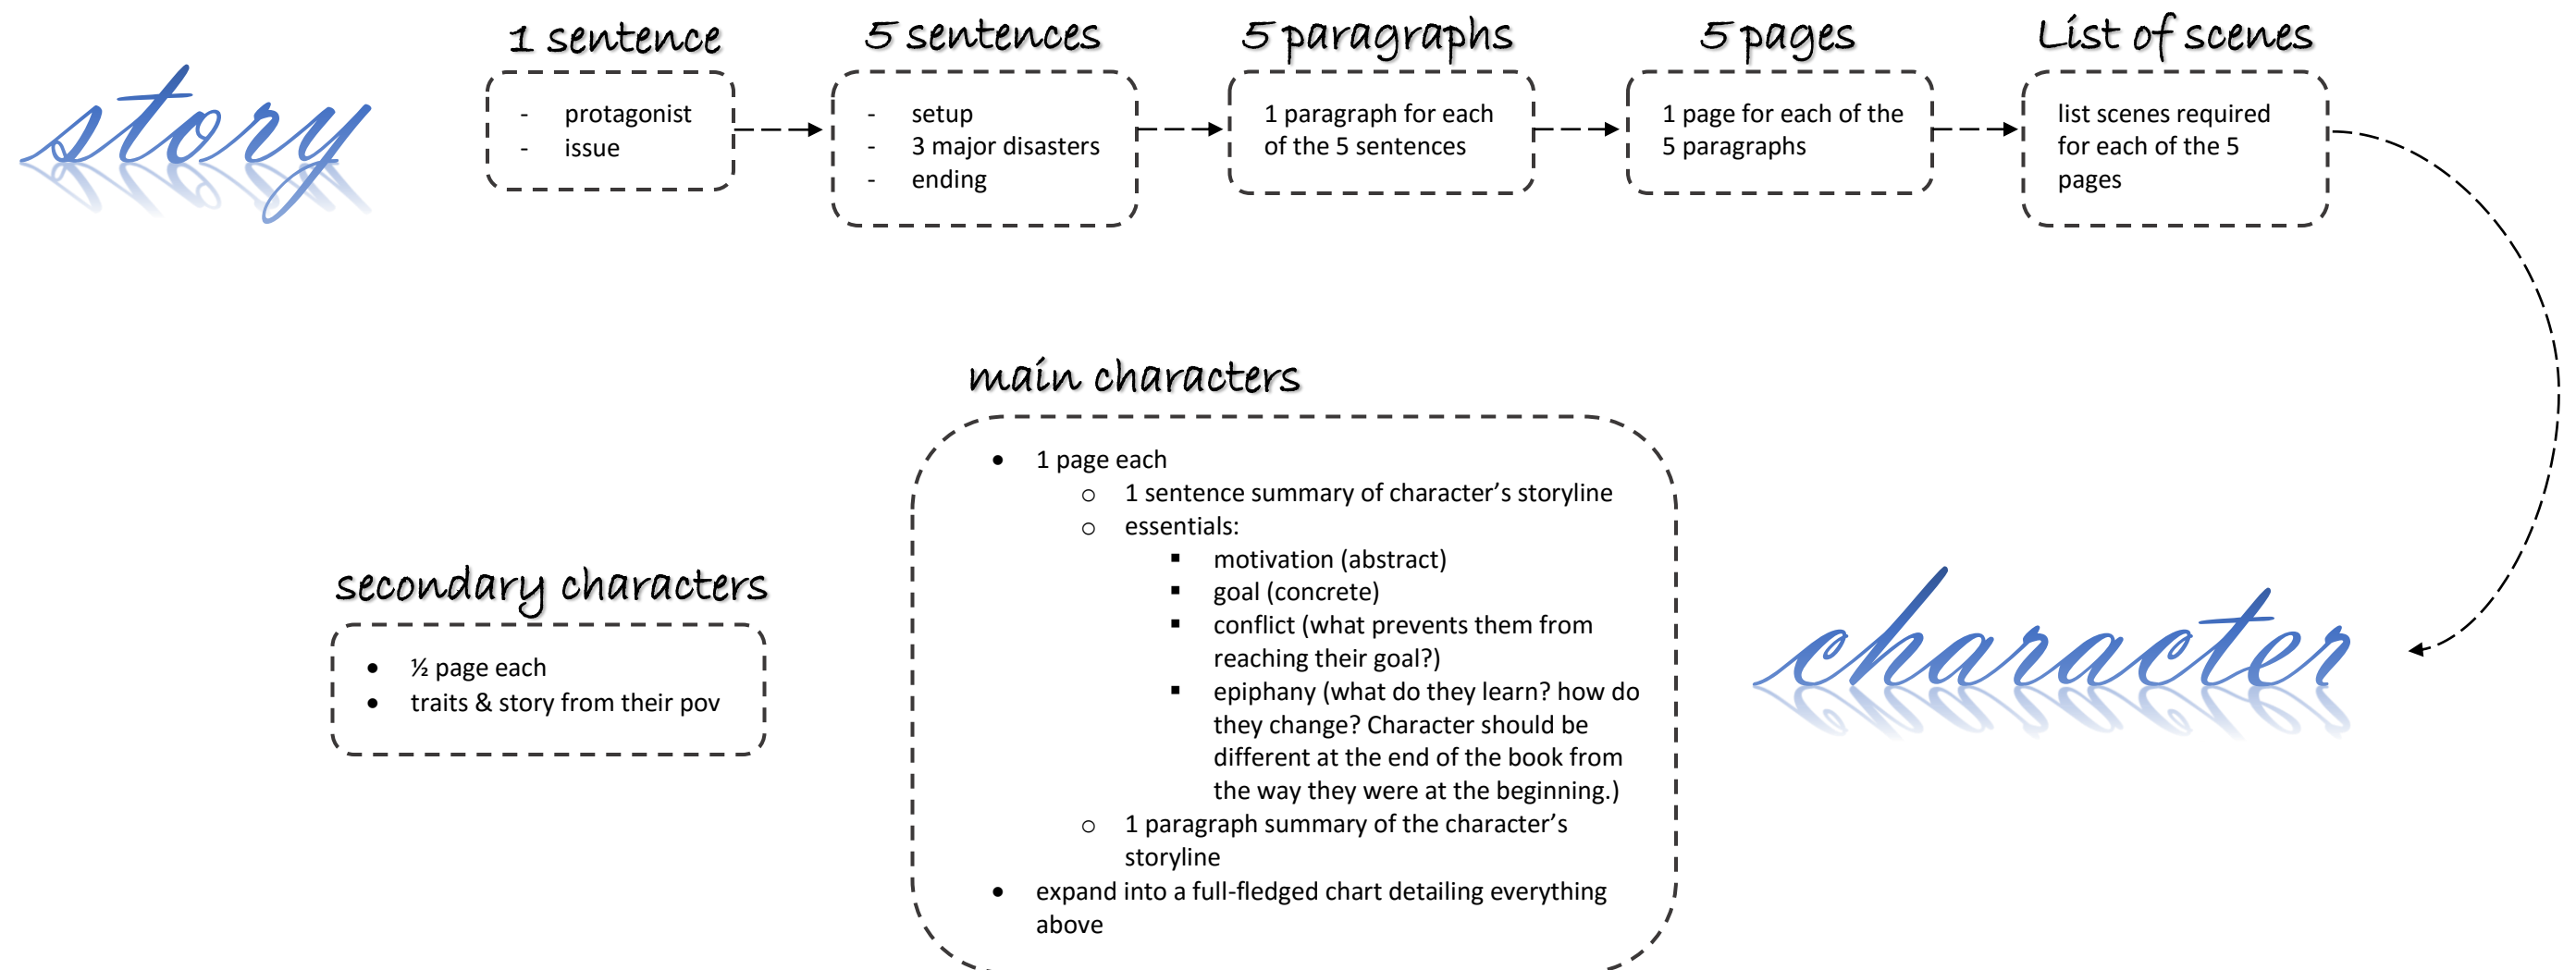 story
1 sentence
- protagonist
- issue
5 sentences
- setup
- 3 major disasters
- ending
5 paragraphs
1 paragraph for each
of the 5 sentences
5 pages
1 page for each of the
5 paragraphs
List of scenes
list scenes required
for each of the 5
pages
character
main characters
• 1 page each
o 1 sentence summary of character’s storyline
o essentials:
▪ motivation (abstract)
▪ goal (concrete)
▪ conflict (what prevents them from
reaching their goal?)
▪ epiphany (what do they learn? how do
they change? Character should be
different at the end of the book from
the way they were at the beginning.)
o 1 paragraph summary of the character’s
storyline
• expand into a full-fledged chart detailing everything
above
secondary characters
• ½ page each
• traits & story from their pov